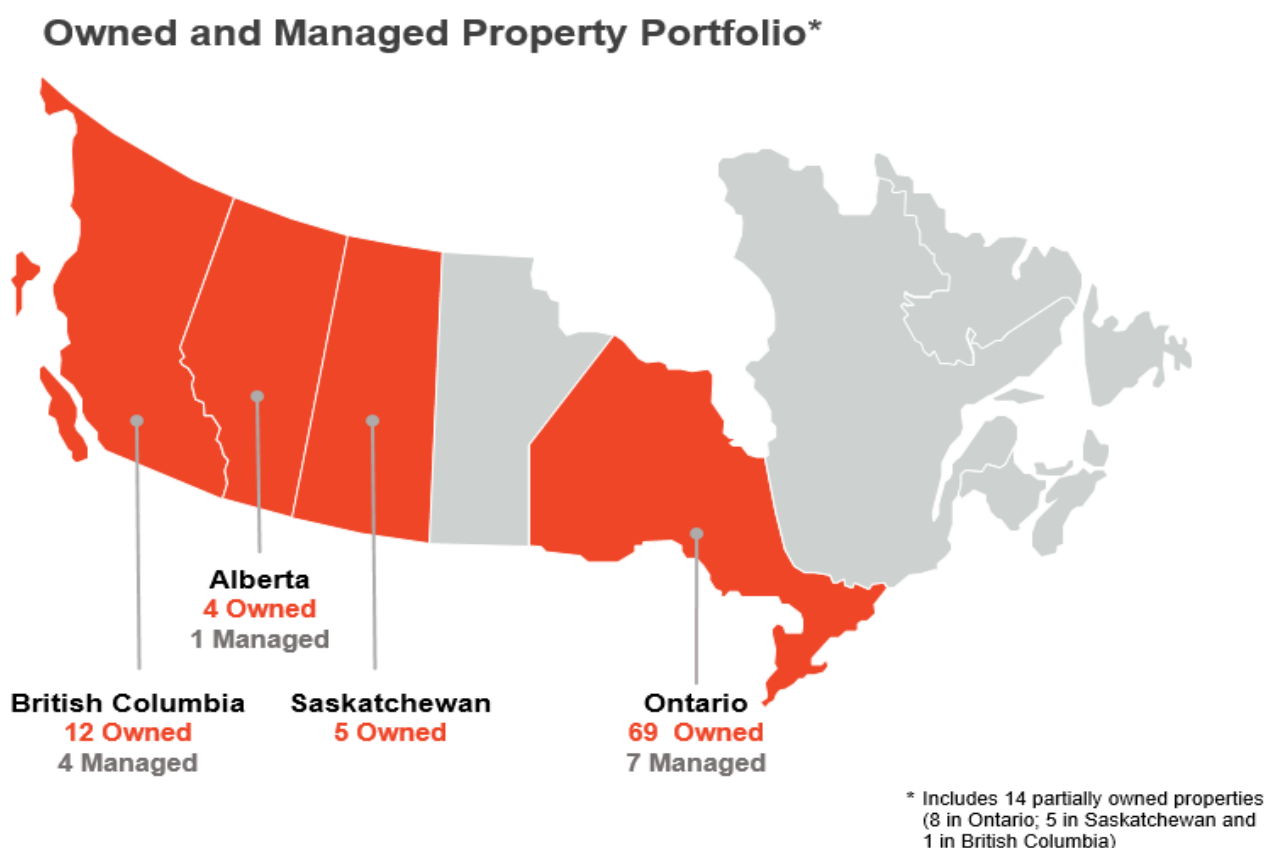 Owned and Managed Property Portfolio*
Alberta
4 Owned
1 Managed
British Columbia
12 Owned
4 Managed
Saskatchewan
5 Owned
Ontario
69 Owned
7 Managed
* Includes 14 partially owned properties
(8 in Ontario; 5 in Saskatchewan and
1 in British Columbia)